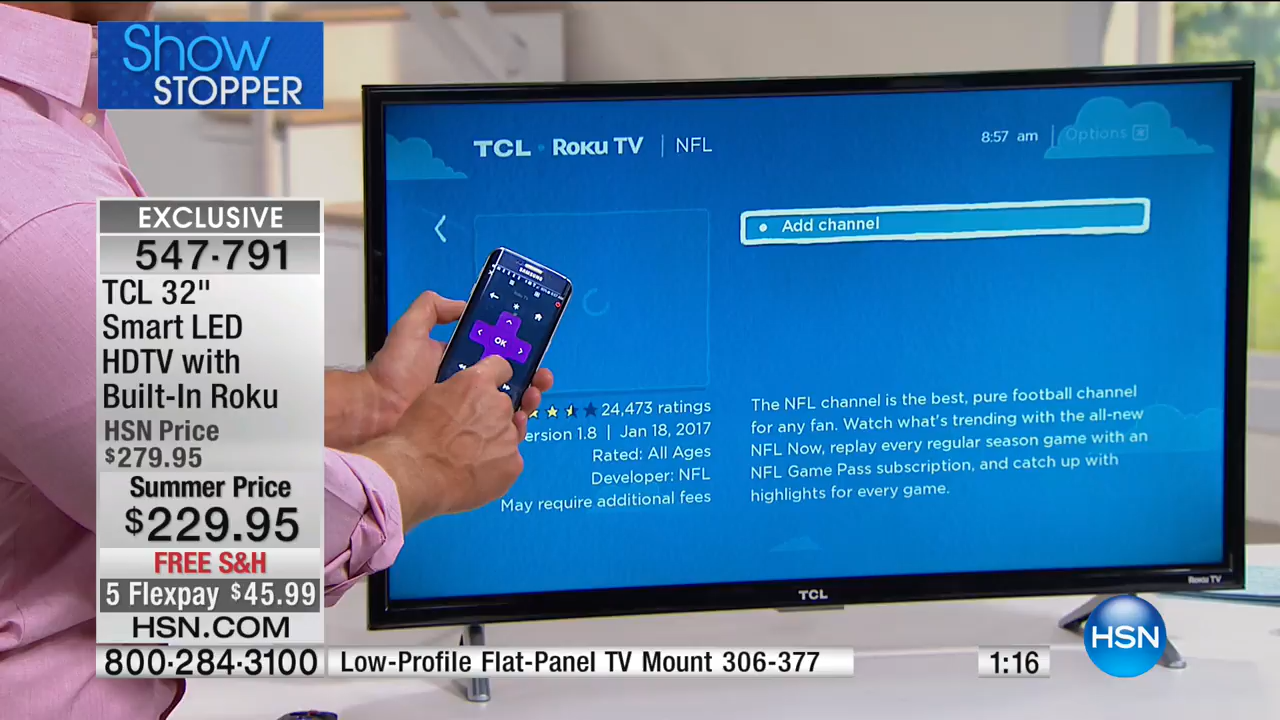 Show
STOPPER
EXCLUSIVE
547-791
TCL 32"
Smart LED
HDTV with
Built-In Roku
HSN Price
$279.95
Summer Price
$229.95
FREE S&H
5 Flexpay $45.99
HSN.COM
800-284-3100
Low-Profile Flat-Panel TV Mount 306-377
1:16
HSN
TCL • Roku TV | NFL
8:57 am
Options
Add channel
SAMSUNG
Roku TV
OK
24,473 ratings
ersion 1.8 | Jan 18, 2017
Rated: All Ages
Developer: NFL
May require additional fees
The NFL channel is the best, pure football channel
for any fan. Watch what's trending with the all-new
NFL Now, replay every regular season game with an
NFL Game Pass subscription, and catch up with
highlights for every game.
TCL
Roku TV